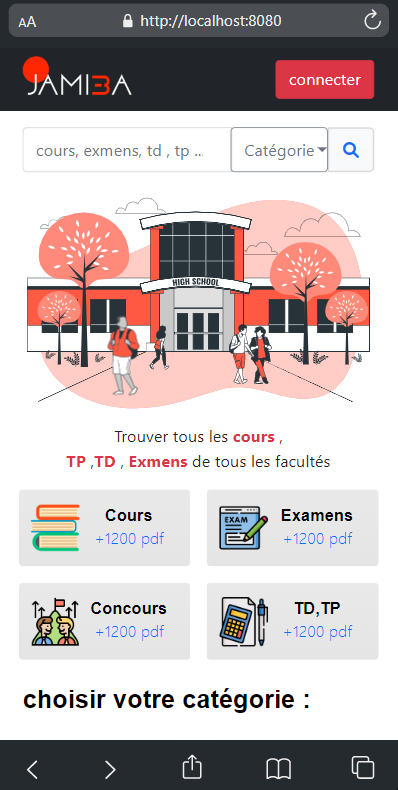 AA http://localhost:8080
JAMIBA connecter
cours, exmens, td , tp .. Catégorie
HIGH SCHOOL
Trouver tous les cours ,
TP ,TD , Exmens de tous les facultés
Cours
+1200 pdf
EXAM
Examens
+1200 pdf
Concours
+1200 pdf
TD,TP
+1200 pdf
choisir votre catégorie :